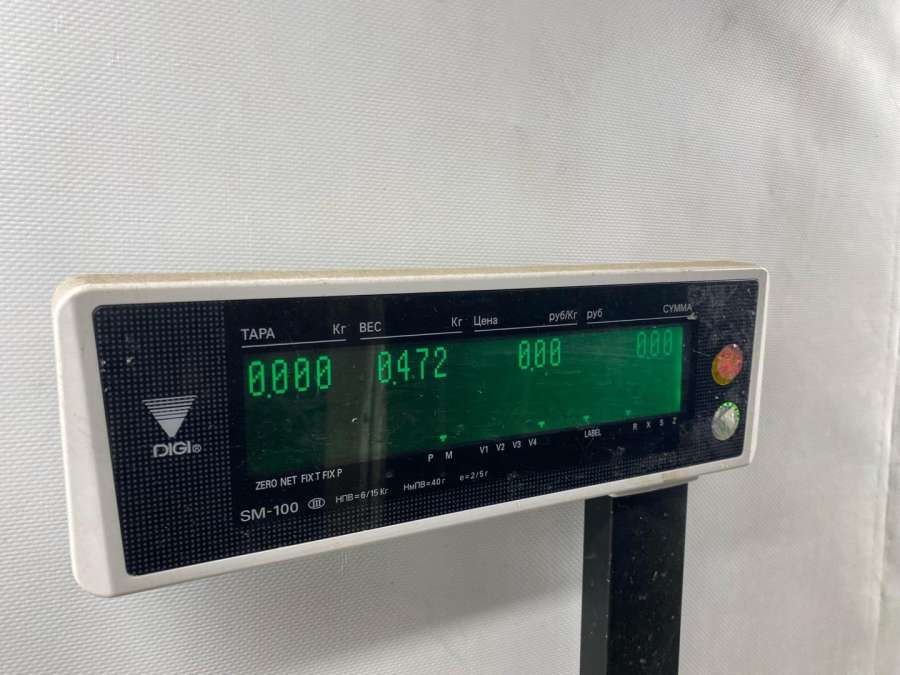 ТАРА Кг ВЕС Кг Цена руб/Кг руб СУММА
0.000 0.472 0.00 0.00
DIGI®
P M V1 V2 V3 V4 LABEL R X S Z
ZERO NET FIX T FIX P
SM-100 III НПВ=6/15 Кг НмПВ=40 г e=2/5 г